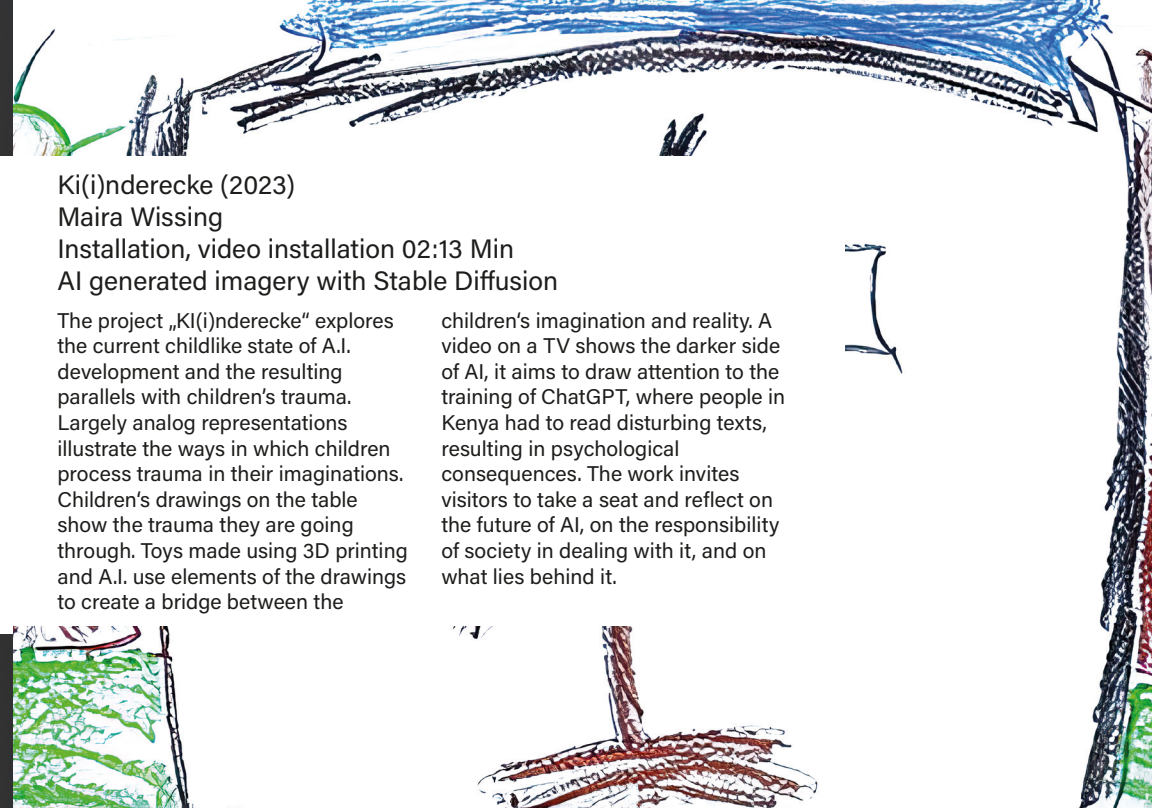 Ki(i)nderecke (2023)
Maira Wissing
Installation, video installation 02:13 Min
AI generated imagery with Stable Diffusion
The project „KI(i)nderecke“ explores
the current childlike state of A.I.
development and the resulting
parallels with children‘s trauma.
Largely analog representations
illustrate the ways in which children
process trauma in their imaginations.
Children‘s drawings on the table
show the trauma they are going
through. Toys made using 3D printing
and A.I. use elements of the drawings
to create a bridge between the
children‘s imagination and reality. A
video on a TV shows the darker side
of AI, it aims to draw attention to the
training of ChatGPT, where people in
Kenya had to read disturbing texts,
resulting in psychological
consequences. The work invites
visitors to take a seat and reflect on
the future of AI, on the responsibility
of society in dealing with it, and on
what lies behind it.